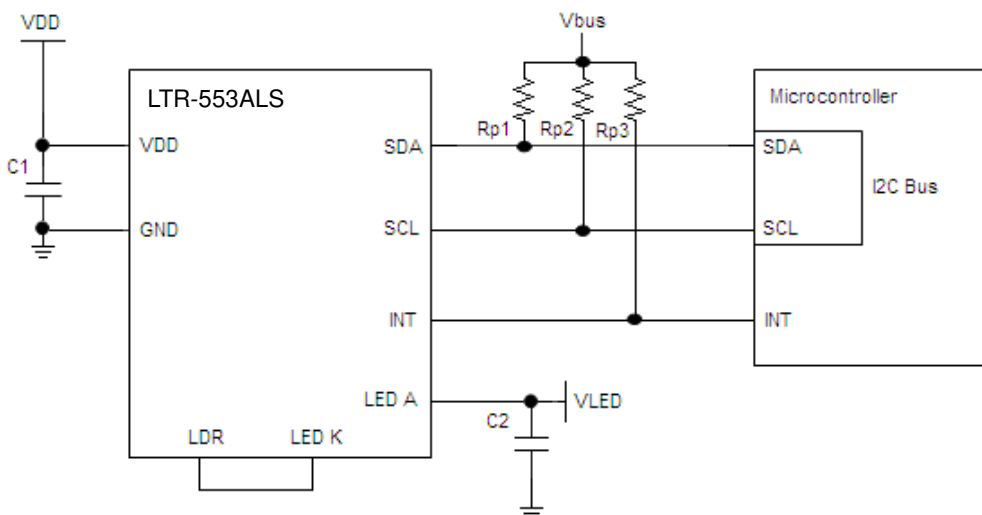 VDD
Vbus
LTR-553ALS
Microcontroller
Rp1
Rp2
Rp3
C1
VDD
SDA
SDA
I2C Bus
GND
SCL
SCL
INT
INT
LED A
C2
VLED
LDR
LED K